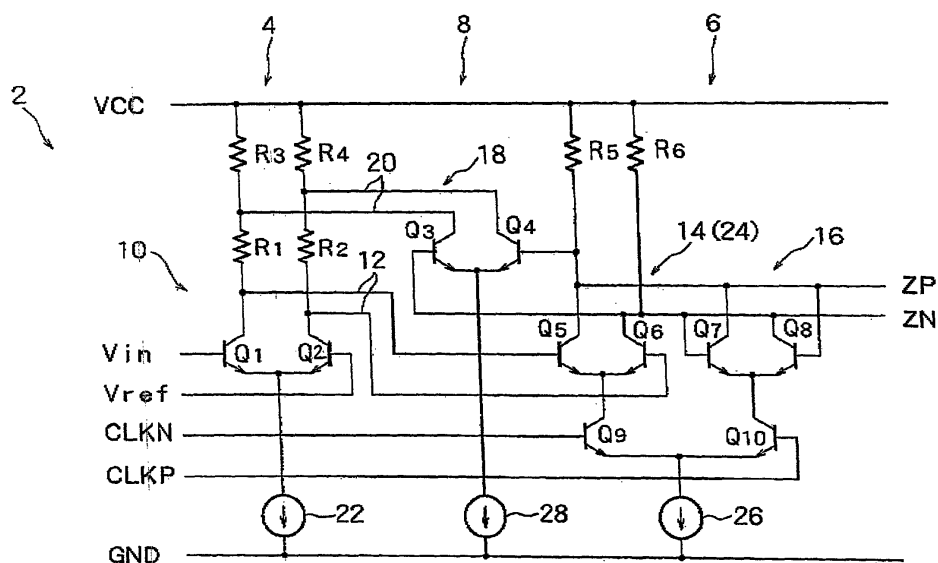 4 8 6
2
VCC
R3 R4 20 18 R5 R6
Q3 Q4 14(24) 16
10 R1 R2 12
ZP
ZN
Q5 Q6 Q7 Q8
Vin Q1 Q2
Vref
CLKN Q9 Q10
CLKP
22 28 26
GND